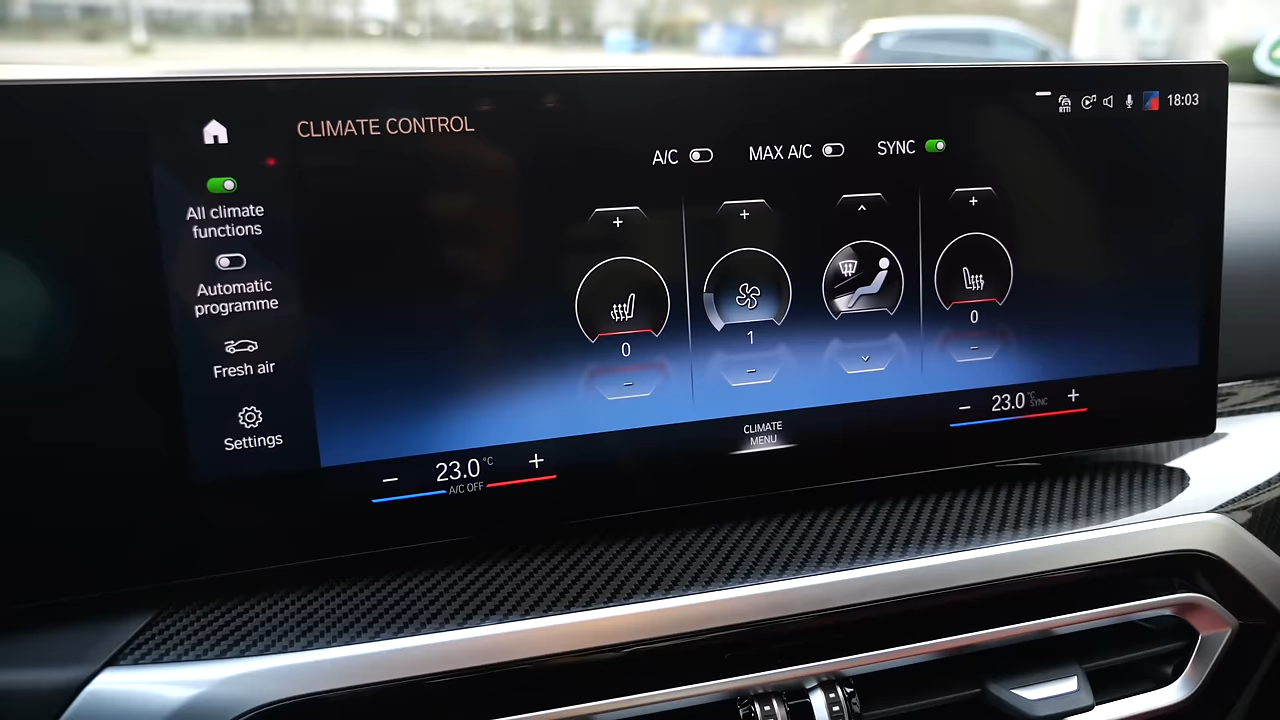 18:03
RTTI
CLIMATE CONTROL
A/C
MAX A/C
SYNC
All climate
functions
Automatic
programme
Fresh air
Settings
+
+
+
0
1
0
−
−
−
− 23.0 °C +
A/C OFF
CLIMATE
MENU
− 23.0 °C +
SYNC